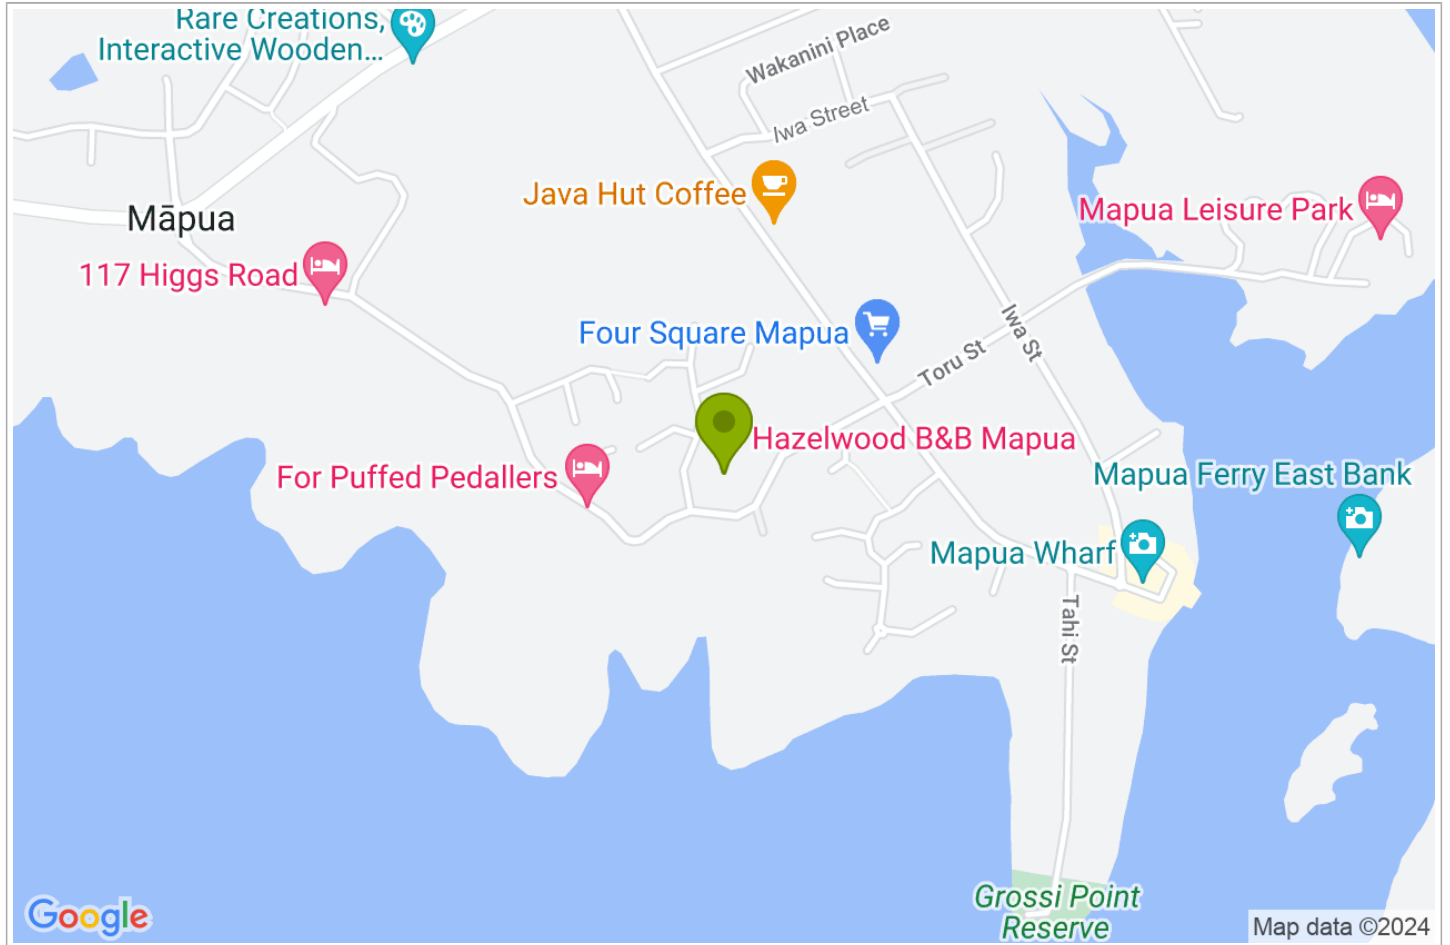 Rare Creations,
Interactive Wooden...
Wakanini Place
Iwa Street
Java Hut Coffee
Māpua
Mapua Leisure Park
117 Higgs Road
Four Square Mapua
Iwa St
Toru St
Hazelwood B&B Mapua
For Puffed Pedallers
Mapua Ferry East Bank
Mapua Wharf
Tahi St
Grossi Point
Reserve
Google
Map data ©2024